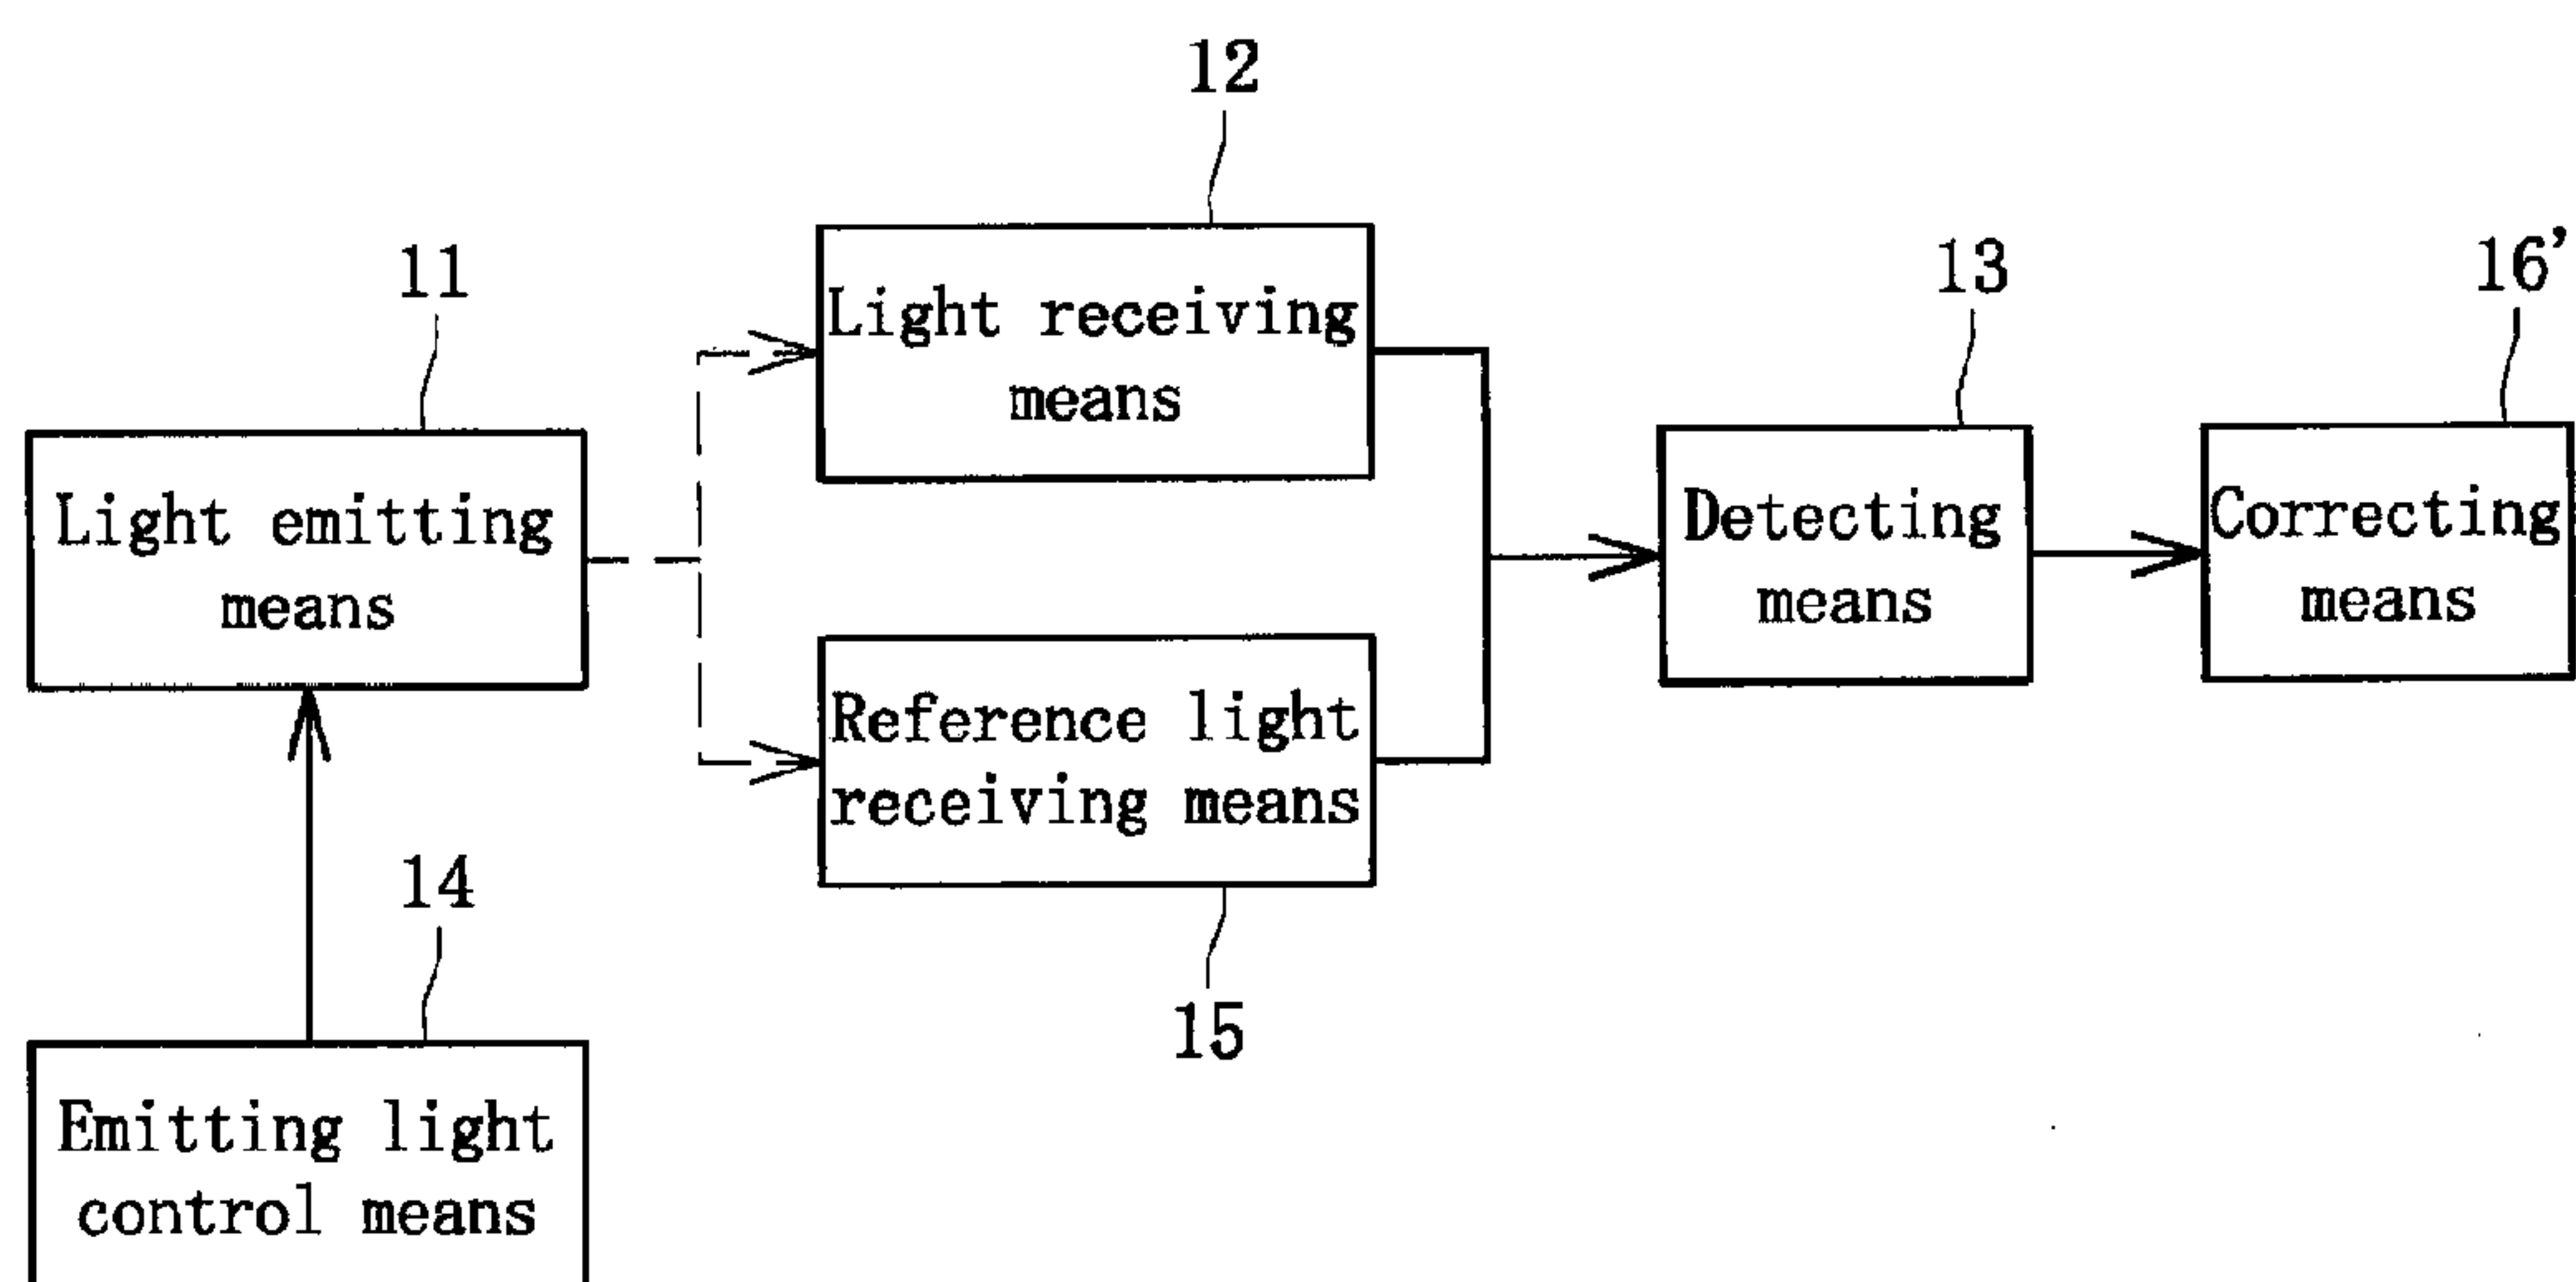 12
11
13
16'
Light receiving
means
Light emitting
means
Detecting
means
Correcting
means
Reference light
receiving means
14
15
Emitting light
control means